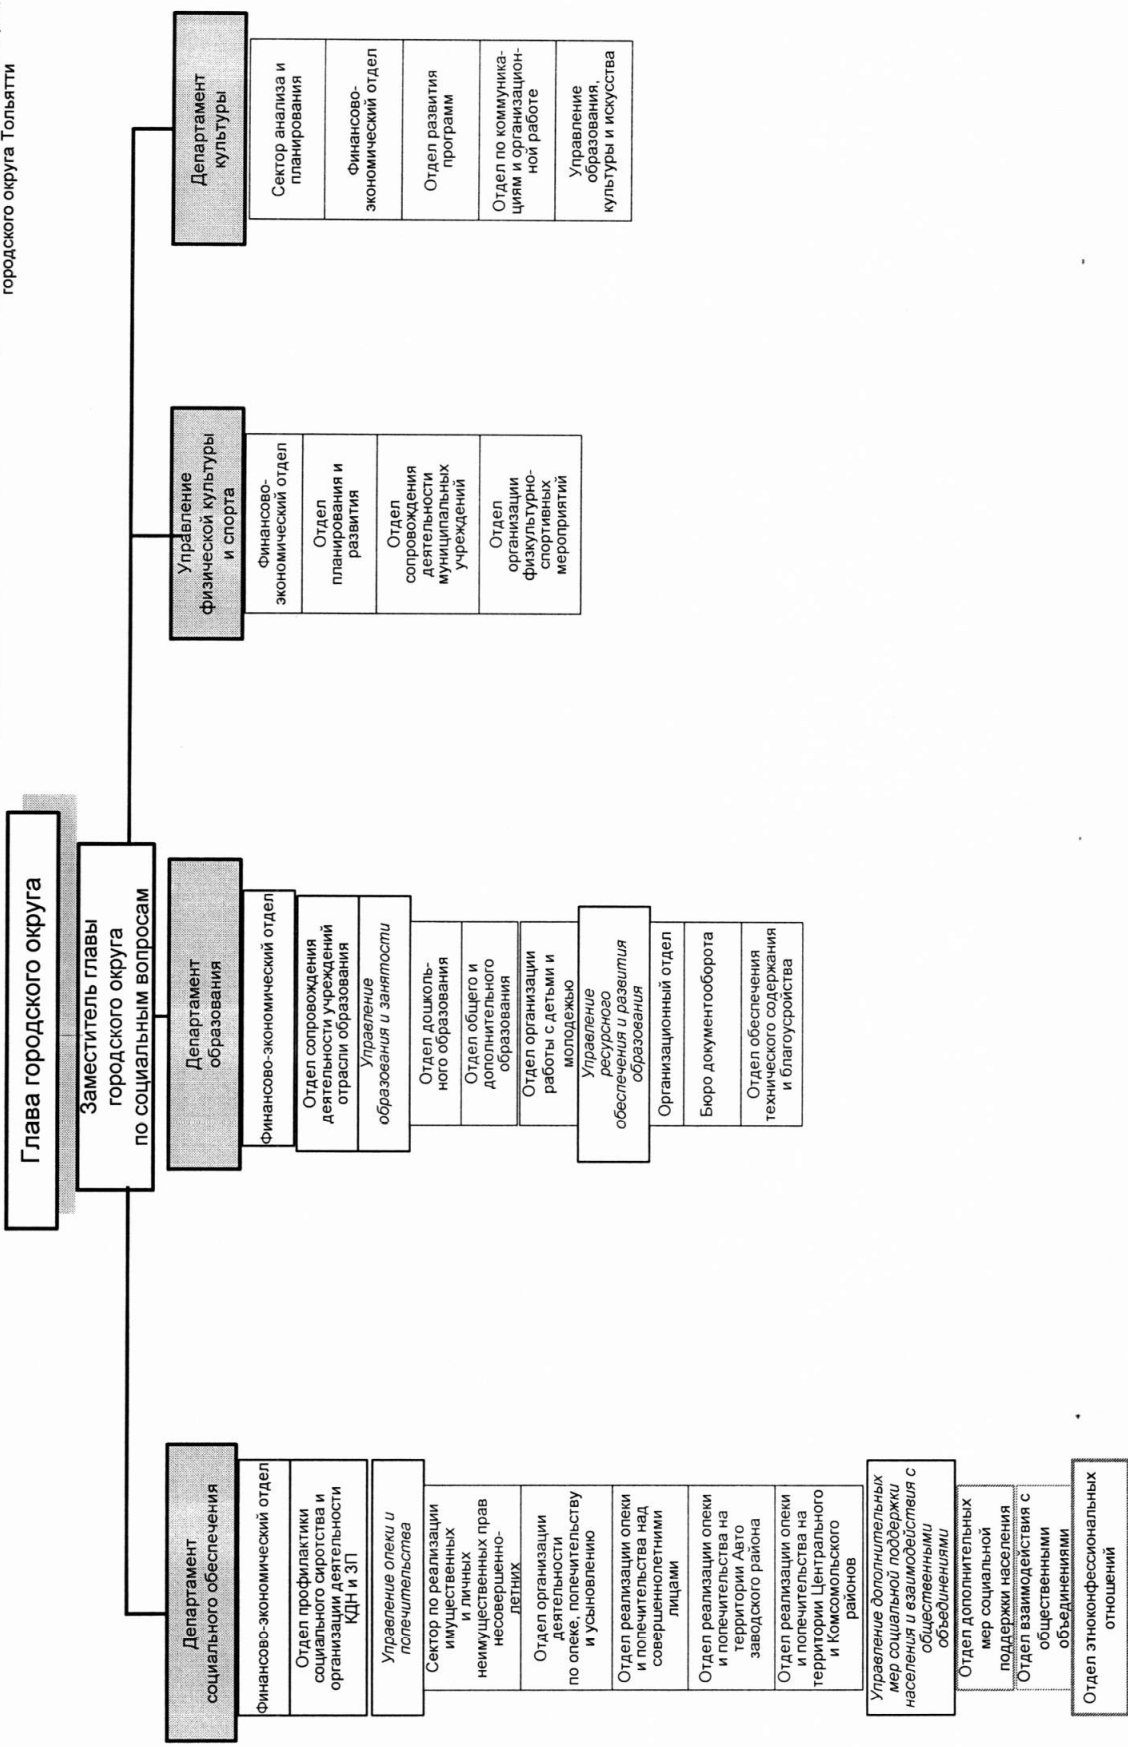 городского округа Тольятти
Глава городского округа
Заместитель главы
городского округа
по социальным вопросам
Департамент
социального обеспечения
Финансово-экономический отдел
Отдел профилактики
социального сиротства и
организации деятельности
КДН и ЗП
Управление опеки и
попечительства
Сектор по реализации
имущественных
и личных
неимущественных прав
несовершенно-
летних
Отдел организации
деятельности
по опеке, попечительству
и усыновлению
Отдел реализации опеки
и попечительства над
совершеннолетними
лицами
Отдел реализации опеки
и попечительства на
территории Авто
заводского района
Отдел реализации опеки
и попечительства на
территории Центрального
и Комсомольского
районов
Управление дополнительных
мер социальной поддержки
населения и взаимодействия с
общественными
объединениями
Отдел дополнительных
мер социальной
поддержки населения
Отдел взаимодействия с
общественными
объединениями
Отдел этноконфессиональных
отношений
Департамент
образования
Финансово-экономический отдел
Отдел сопровождения
деятельности учреждений
отрасли образования
Управление
образования и занятости
Отдел дошколь-
ного образования
Отдел общего и
дополнительного
образования
Отдел организации
работы с детьми и
молодежью
Управление
ресурсного
обеспечения и развития
образования
Организационный отдел
Бюро документооборота
Отдел обеспечения
технического содержания
и благоусройства
Управление
физической культуры
и спорта
Финансово-
экономический отдел
Отдел
планирования и
развития
Отдел
сопровождения
деятельности
муниципальных
учреждений
Отдел
организации
физкультурно-
спортивных
мероприятий
Департамент
культуры
Сектор анализа и
планирования
Финансово-
экономический отдел
Отдел развития
программ
Отдел по коммуника-
циям и организацион-
ной работе
Управление
образования,
культуры и искусства